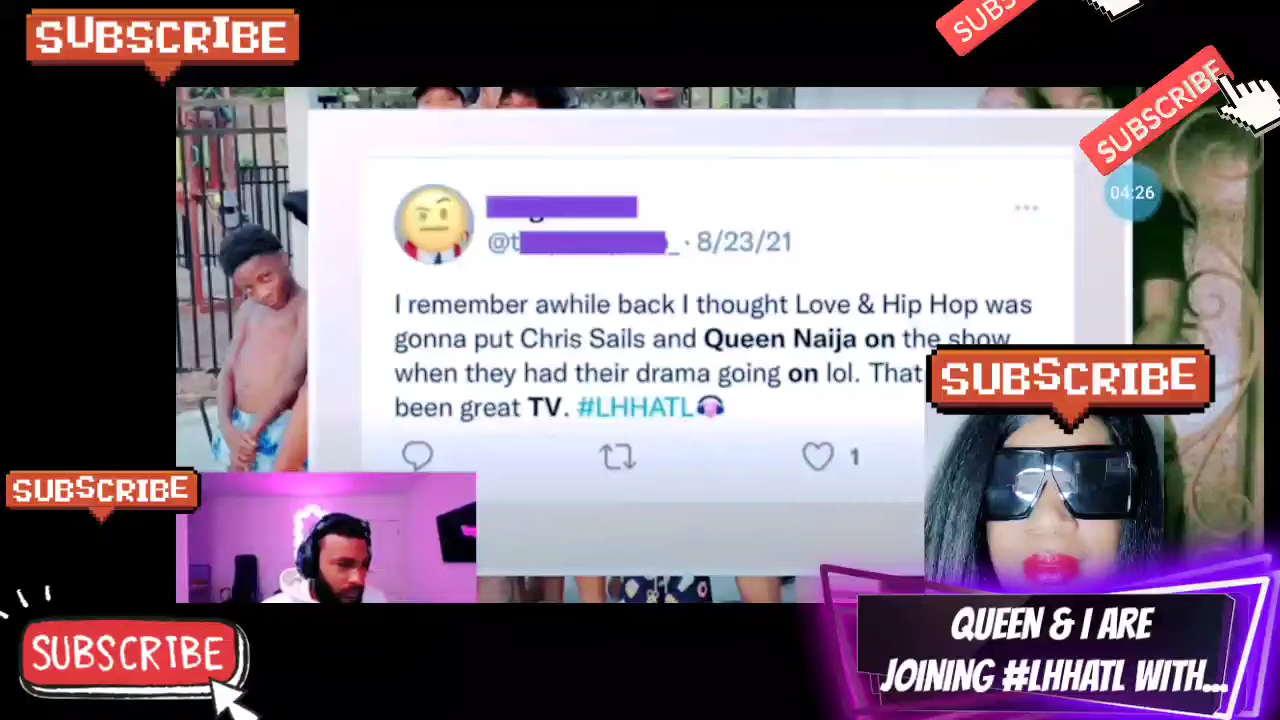 SUBSCRIBE
SUBS
SUBSCRIBE
04:26
@t
· 8/23/21
I remember awhile back I thought Love & Hip Hop was
gonna put Chris Sails and Queen Naija on the show
when they had their drama going on lol. That
been great TV. #LHHATL
1
SUBSCRIBE
SUBSCRIBE
SUBSCRIBE
QUEEN & I ARE
JOINING #LHHATL WITH...